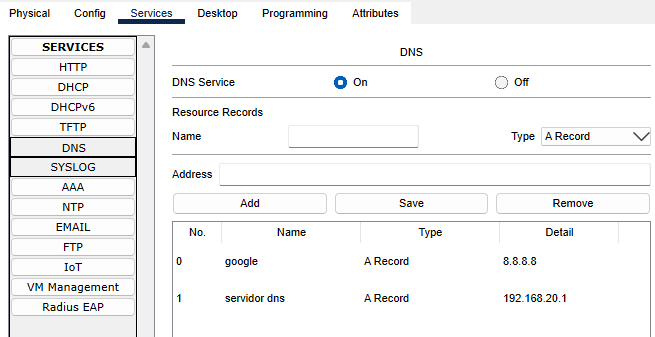 Physical Config Services Desktop Programming Attributes
SERVICES
HTTP
DHCP
DHCPv6
TFTP
DNS
SYSLOG
AAA
NTP
EMAIL
FTP
IoT
VM Management
Radius EAP
DNS
DNS Service On Off
Resource Records
Name Type A Record
Address
Add Save Remove
No. Name Type Detail
0 google A Record 8.8.8.8
1 servidor dns A Record 192.168.20.1